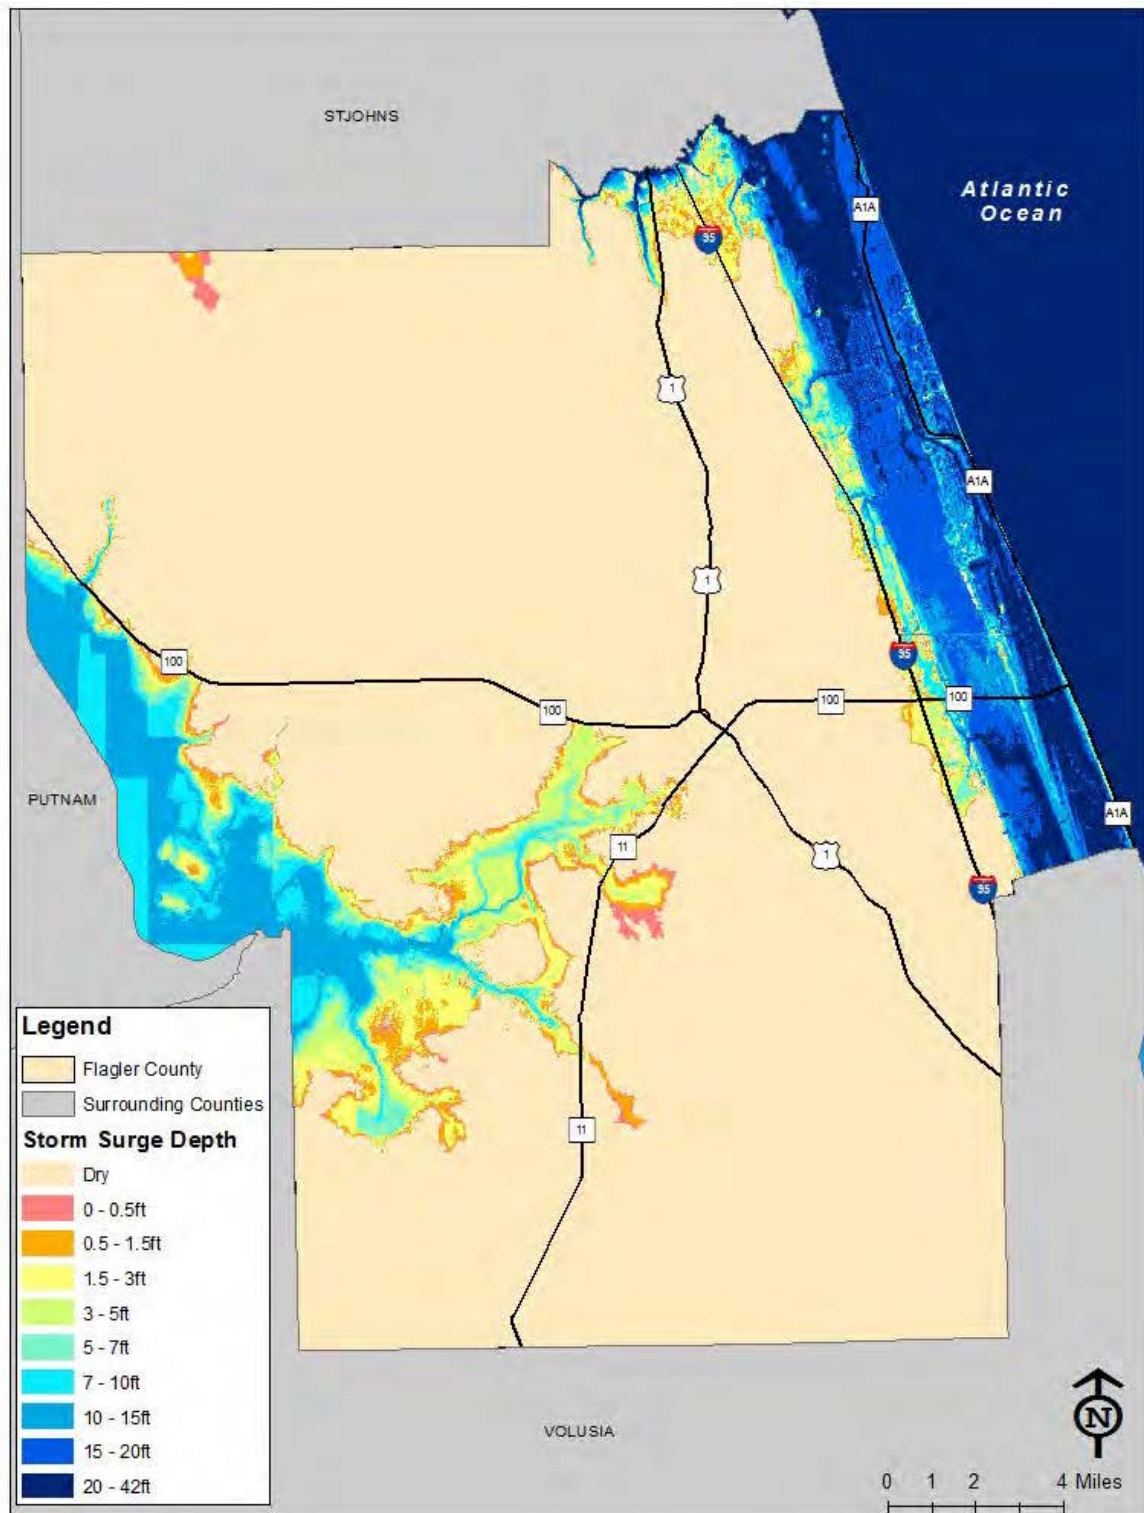 STJOHNS
Atlantic
Ocean
A1A
95
1
A1A
1
95
100
100
100
100
PUTNAM
A1A
11
1
95
Legend
Flagler County
Surrounding Counties
Storm Surge Depth
Dry
0 - 0.5ft
0.5 - 1.5ft
1.5 - 3ft
3 - 5ft
5 - 7ft
7 - 10ft
10 - 15ft
15 - 20ft
20 - 42ft
11
VOLUSIA
N
0 1 2 4 Miles